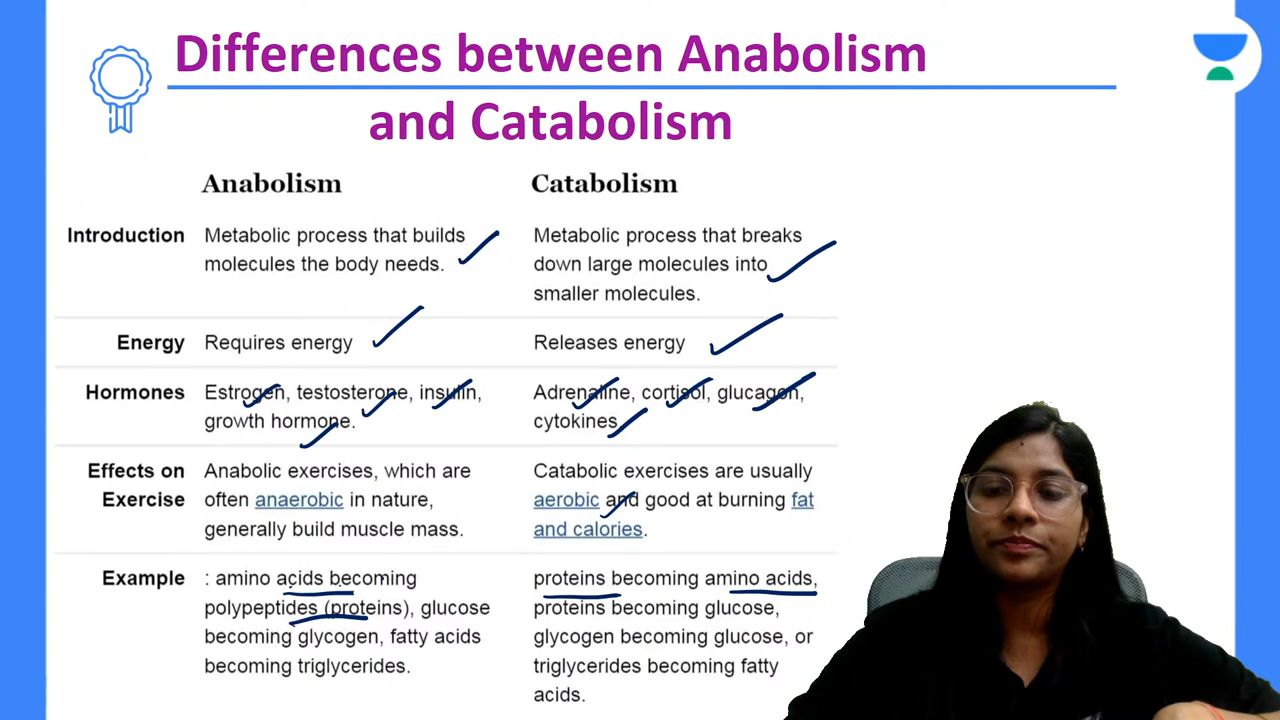 Differences between Anabolism
and Catabolism
Anabolism
Catabolism
Introduction
Metabolic process that builds
molecules the body needs.
Metabolic process that breaks
down large molecules into
smaller molecules.
Energy
Requires energy
Releases energy
Hormones
Estrogen, testosterone, insulin,
growth hormone.
Adrenaline, cortisol, glucagon,
cytokines
Effects on
Exercise
Anabolic exercises, which are
often anaerobic in nature,
generally build muscle mass.
Catabolic exercises are usually
aerobic and good at burning fat
and calories.
Example
: amino acids becoming
polypeptides (proteins), glucose
becoming glycogen, fatty acids
becoming triglycerides.
proteins becoming amino acids,
proteins becoming glucose,
glycogen becoming glucose, or
triglycerides becoming fatty
acids.